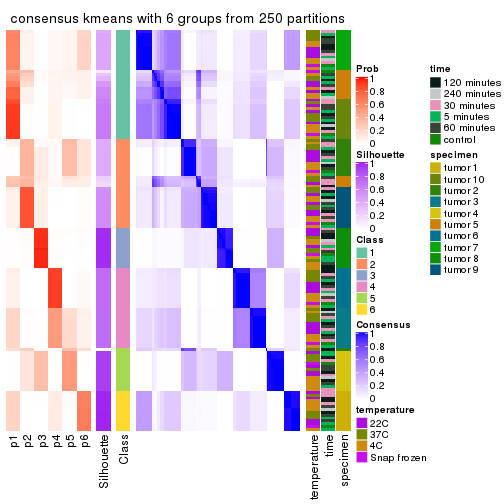 consensus kmeans with 6 groups from 250 partitions
p1
p2
p3
p4
p5
p6
Silhouette
Class
temperature
time
specimen
Prob
1
0.8
0.6
0.4
0.2
0
Silhouette
1
0.8
0.6
0.4
0.2
0
Class
1
2
3
4
5
6
Consensus
1
0.8
0.6
0.4
0.2
0
temperature
22C
37C
4C
Snap frozen
time
120 minutes
240 minutes
30 minutes
5 minutes
60 minutes
control
specimen
tumor 1
tumor 10
tumor 2
tumor 3
tumor 4
tumor 5
tumor 6
tumor 7
tumor 8
tumor 9